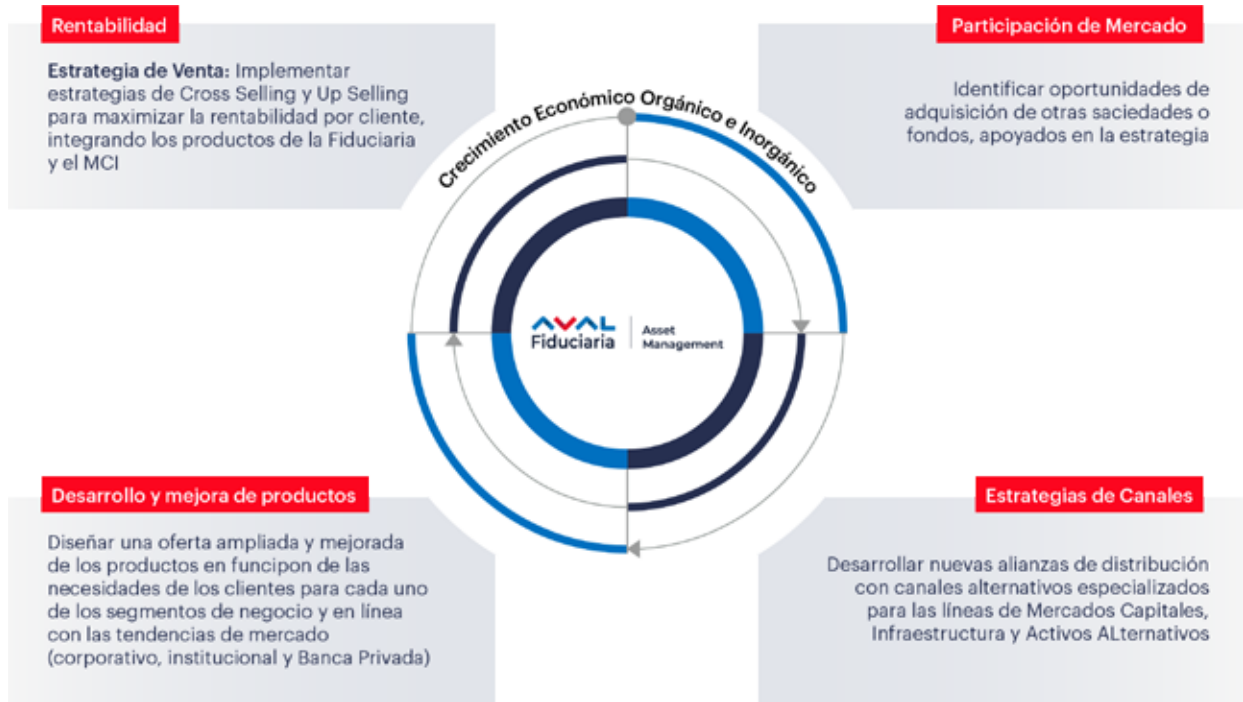 Rentabilidad
Estrategia de Venta: Implementar
estrategias de Cross Selling y Up Selling
para maximizar la rentabilidad por cliente,
integrando los productos de la Fiduciaria
y el MCI
Participación de Mercado
Identificar oportunidades de
adquisición de otras saciedades o
fondos, apoyados en la estrategia
Crecimiento Económico Orgánico e Inorgánico
AVAL
Fiduciaria
Asset
Management
Desarrollo y mejora de productos
Diseñar una oferta ampliada y mejorada
de los productos en funcipon de las
necesidades de los clientes para cada uno
de los segmentos de negocio y en línea
con las tendencias de mercado
(corporativo, institucional y Banca Privada)
Estrategias de Canales
Desarrollar nuevas alianzas de distribución
con canales alternativos especializados
para las líneas de Mercados Capitales,
Infraestructura y Activos ALternativos